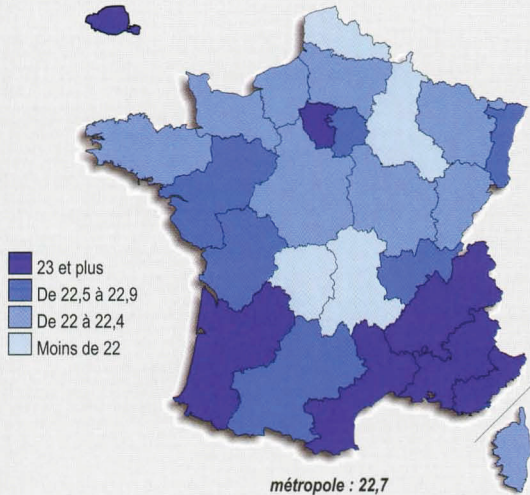 23 et plus
De 22,5 à 22,9
De 22 à 22,4
Moins de 22
métropole : 22,7